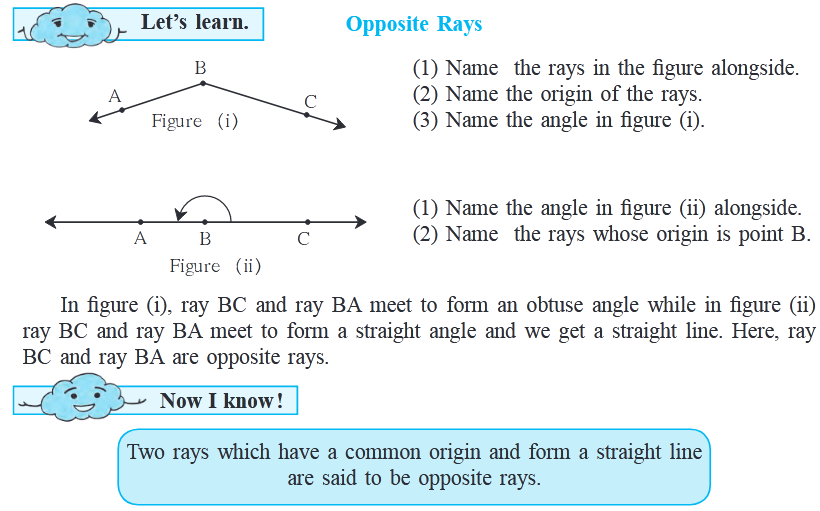 Let's learn.
Opposite Rays
B
A
C
Figure (i)
(1) Name the rays in the figure alongside.
(2) Name the origin of the rays.
(3) Name the angle in figure (i).
A
B
C
Figure (ii)
(1) Name the angle in figure (ii) alongside.
(2) Name the rays whose origin is point B.
In figure (i), ray BC and ray BA meet to form an obtuse angle while in figure (ii)
ray BC and ray BA meet to form a straight angle and we get a straight line. Here, ray
BC and ray BA are opposite rays.
Now I know!
Two rays which have a common origin and form a straight line
are said to be opposite rays.